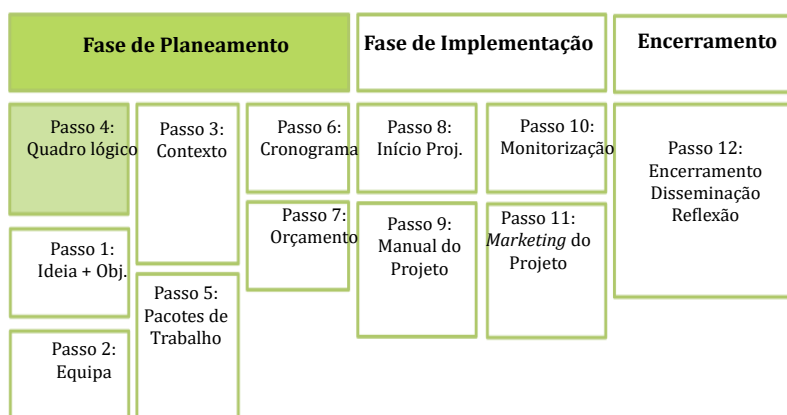 Fase de Planeamento
Fase de Implementação
Encerramento
Passo 4:
Quadro lógico
Passo 1:
Ideia + Obj.
Passo 2:
Equipa
Passo 3:
Contexto
Passo 5:
Pacotes de
Trabalho
Passo 6:
Cronograma
Passo 7:
Orçamento
Passo 8:
Início Proj.
Passo 9:
Manual do
Projeto
Passo 10:
Monitorização
Passo 11:
Marketing do
Projeto
Passo 12:
Encerramento
Disseminação
Reflexão